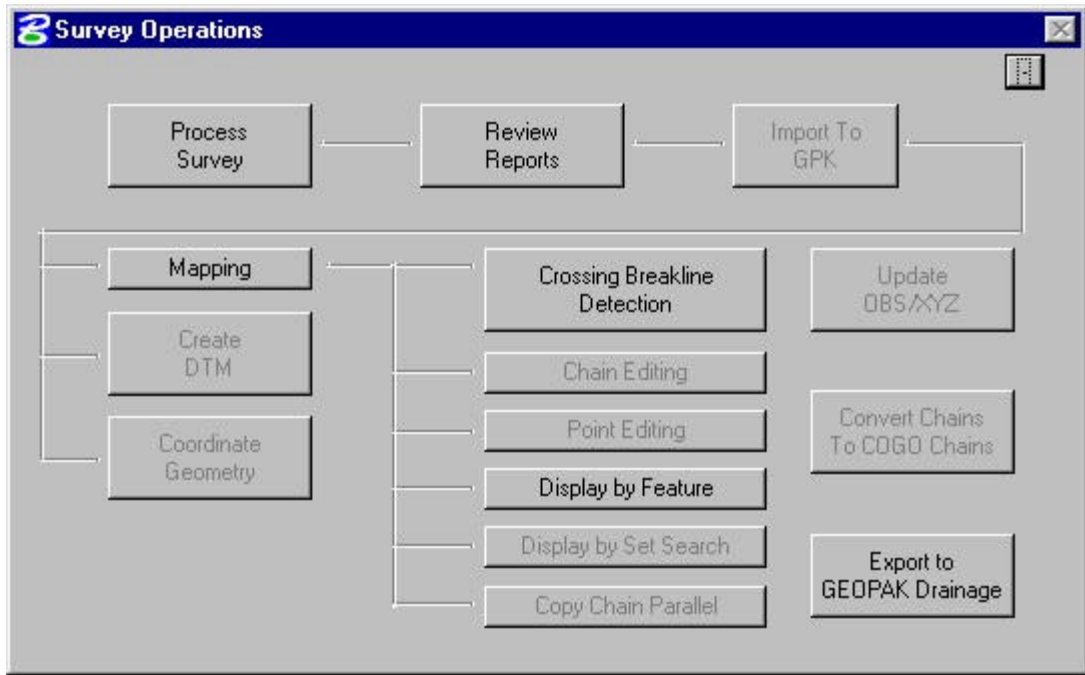 Survey Operations
Process
Survey
Review
Reports
Import To
GPK
Mapping
Crossing Breakline
Detection
Update
OBS/XYZ
Create
DTM
Chain Editing
Point Editing
Convert Chains
To COGO Chains
Coordinate
Geometry
Display by Feature
Display by Set Search
Export to
GEOPAK Drainage
Copy Chain Parallel